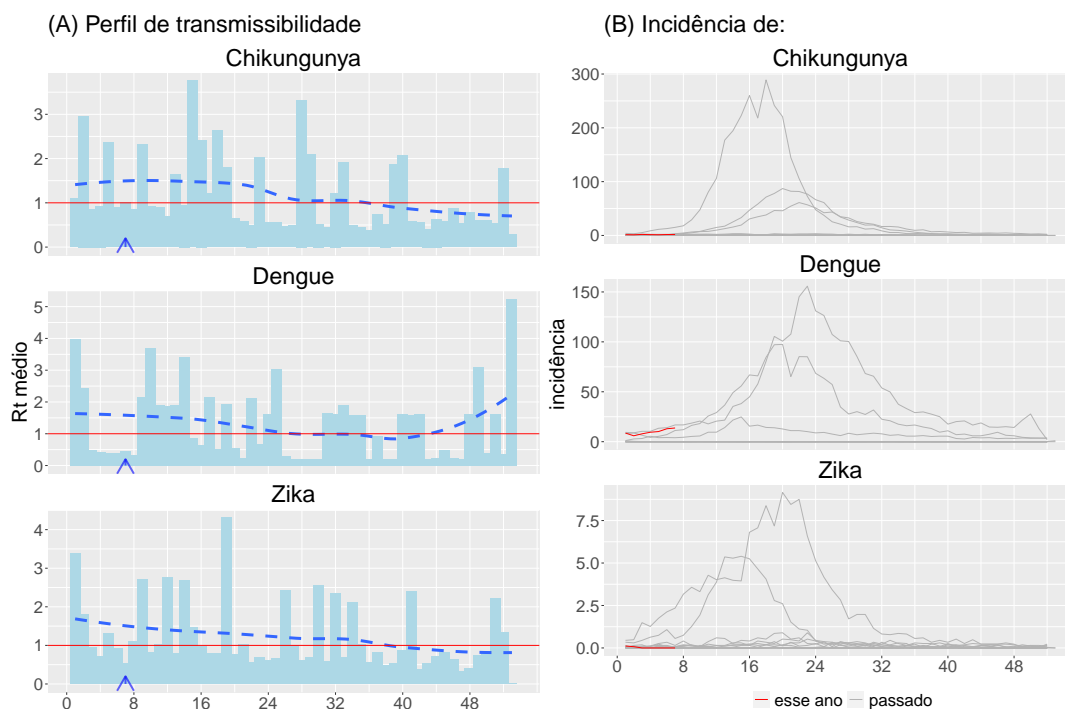 (A) Perfil de transmissibilidade
Chikungunya
3
2
1
0
Dengue
5
4
3
2
1
0
Zika
4
3
2
1
0
0 8 16 24 32 40 48
Rt médio
(B) Incidência de:
Chikungunya
300
200
100
0
Dengue
150
100
50
0
Zika
7.5
5.0
2.5
0.0
0 8 16 24 32 40 48
incidência
esse ano passado